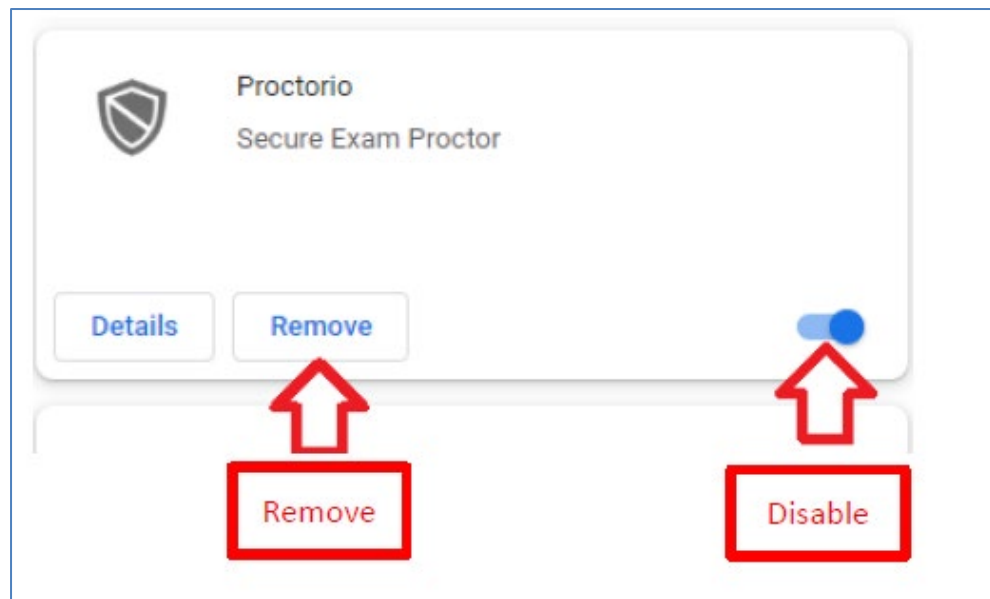 Proctorio
Secure Exam Proctor
Details Remove
Remove Disable